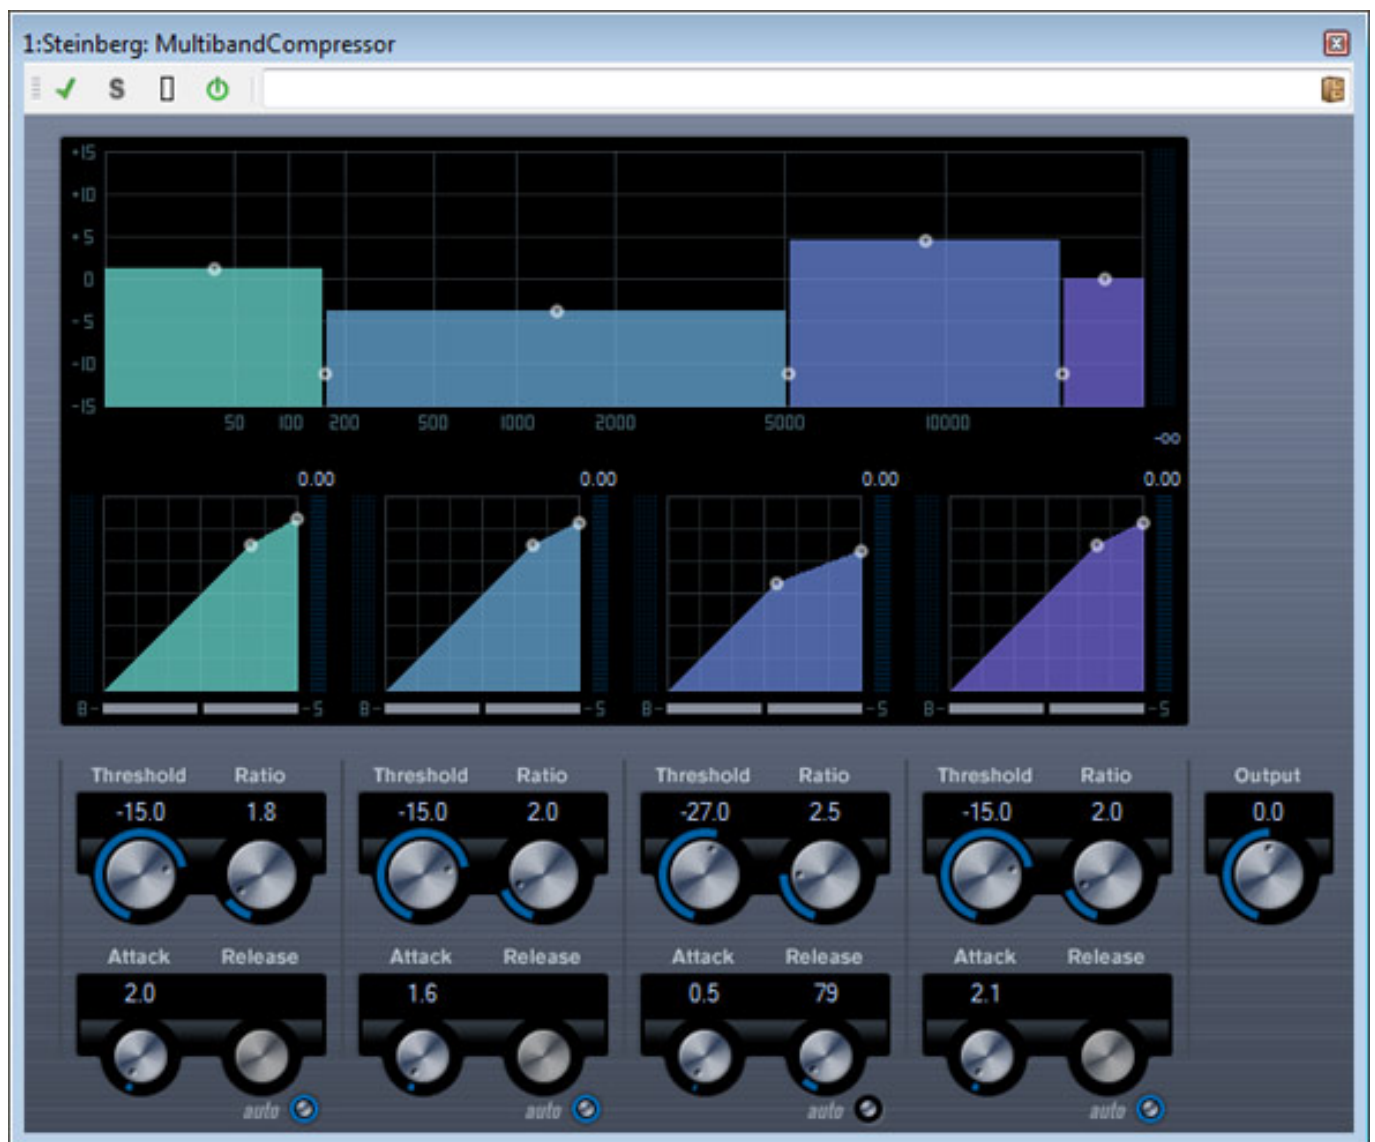 1:Steinberg: MultibandCompressor
S
+15
+10
+5
0
-5
-10
-15
50 100 200 500 1000 2000 5000 10000
-∞
0.00 0.00 0.00 0.00
B- -S B- -S B- -S B- -S
Threshold Ratio Threshold Ratio Threshold Ratio Threshold Ratio Output
-15.0 1.8 -15.0 2.0 -27.0 2.5 -15.0 2.0 0.0
Attack Release Attack Release Attack Release Attack Release
2.0 1.6 0.5 79 2.1
auto auto auto auto